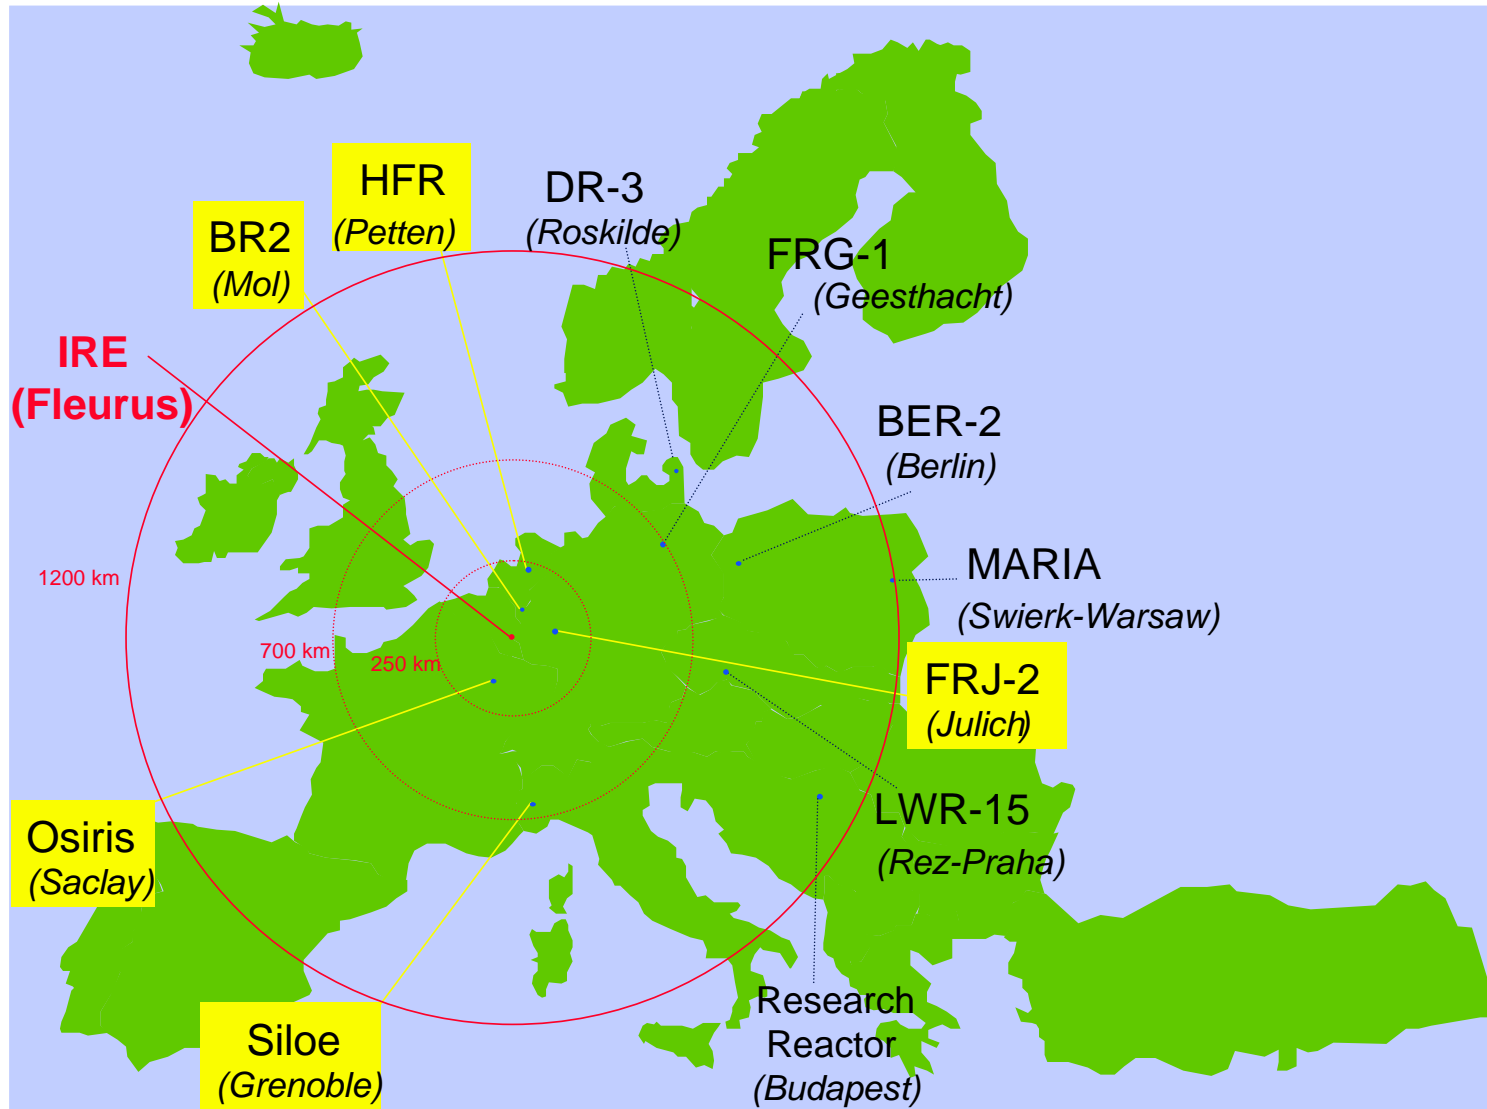 HFR
(Petten)
DR-3
(Roskilde)
BR2
(Mol)
FRG-1
(Geesthacht)
IRE
(Fleurus)
BER-2
(Berlin)
1200 km
MARIA
(Swierk-Warsaw)
700 km
250 km
FRJ-2
(Julich)
Osiris
(Saclay)
LWR-15
(Rez-Praha)
Siloe
(Grenoble)
Research
Reactor
(Budapest)